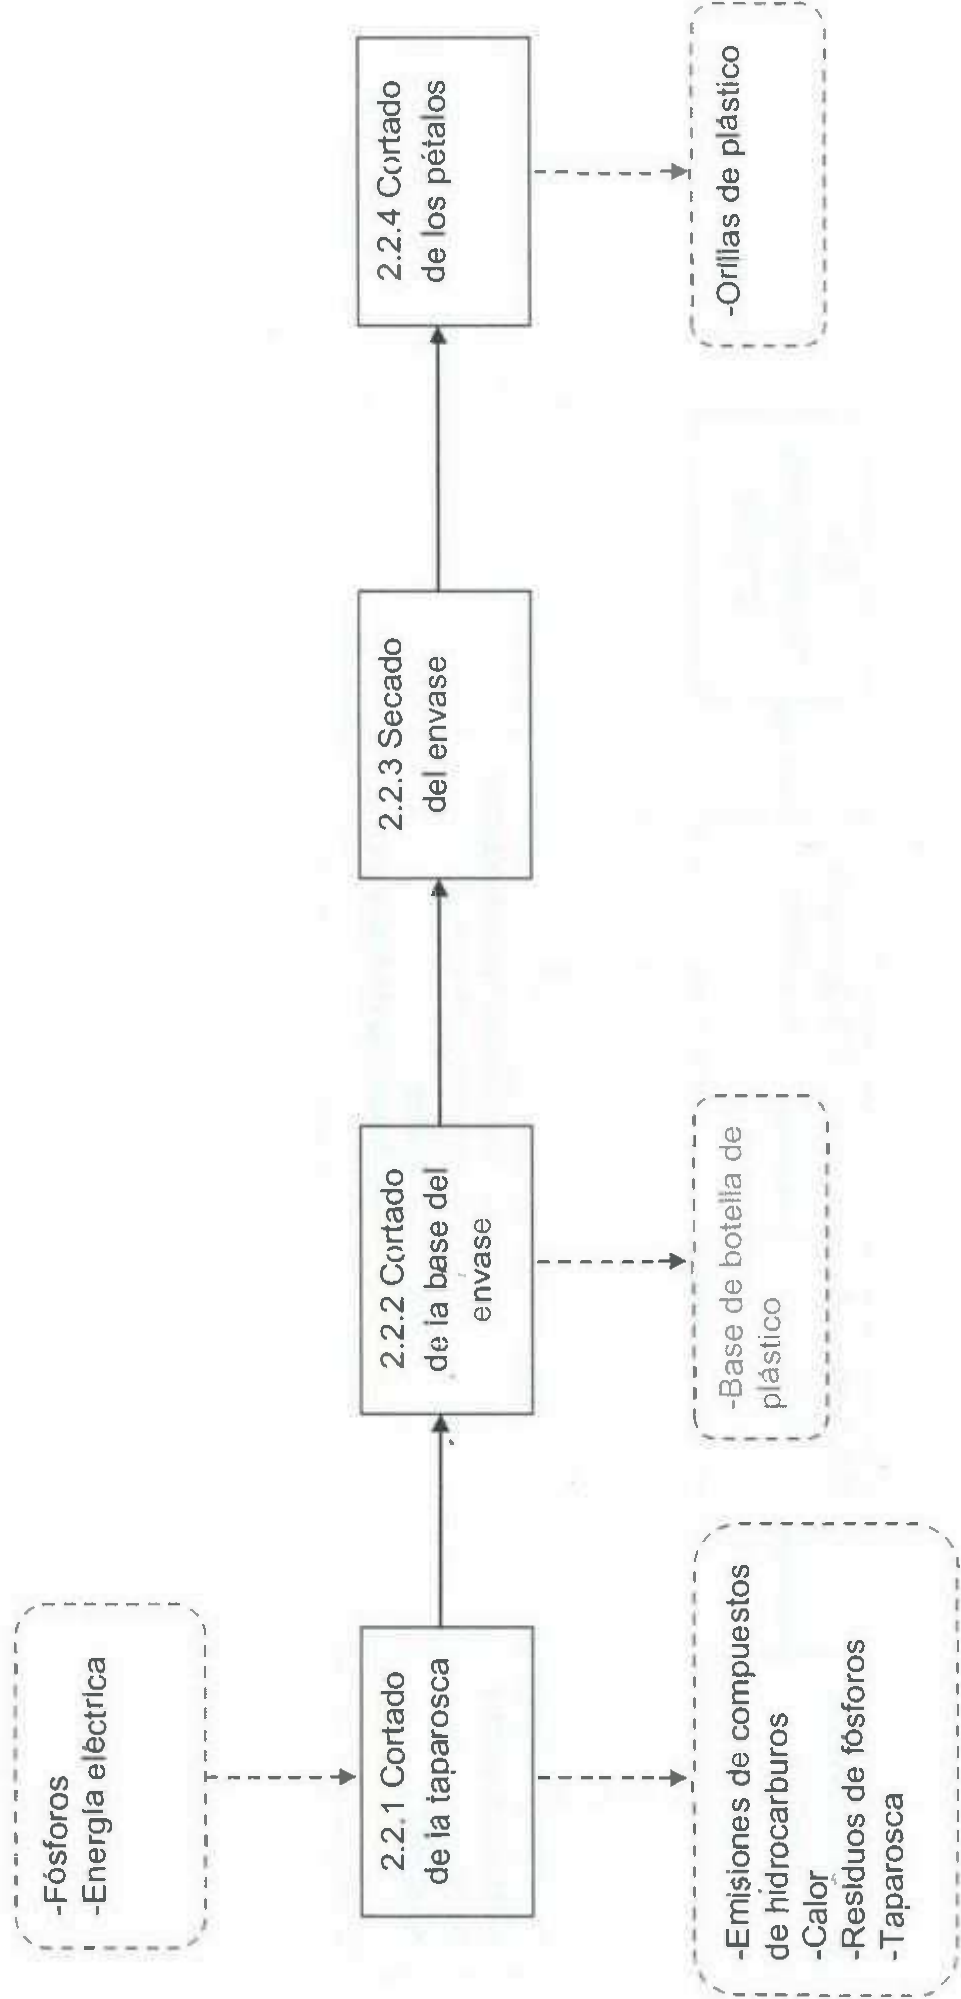 -Fósforos
-Energía eléctrica
2.2.1 Cortado
de la taparosca
2.2.2 Cortado
de la base del
envase
2.2.3 Secado
del envase
2.2.4 Cortado
de los pétalos
-Emisiones de compuestos
de hidrocarburos
-Calor
-Residuos de fósforos
-Taparosca
-Base de botella de
plástico
-Orillas de plástico